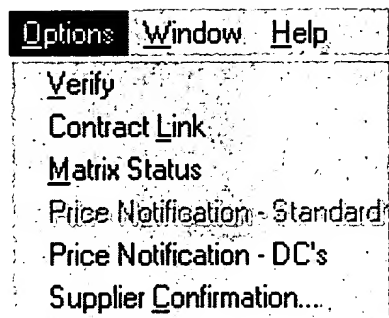 Options Window Help
Verify
Contract Link
Matrix Status
Price Notification - Standard
Price Notification - DC's
Supplier Confirmation....